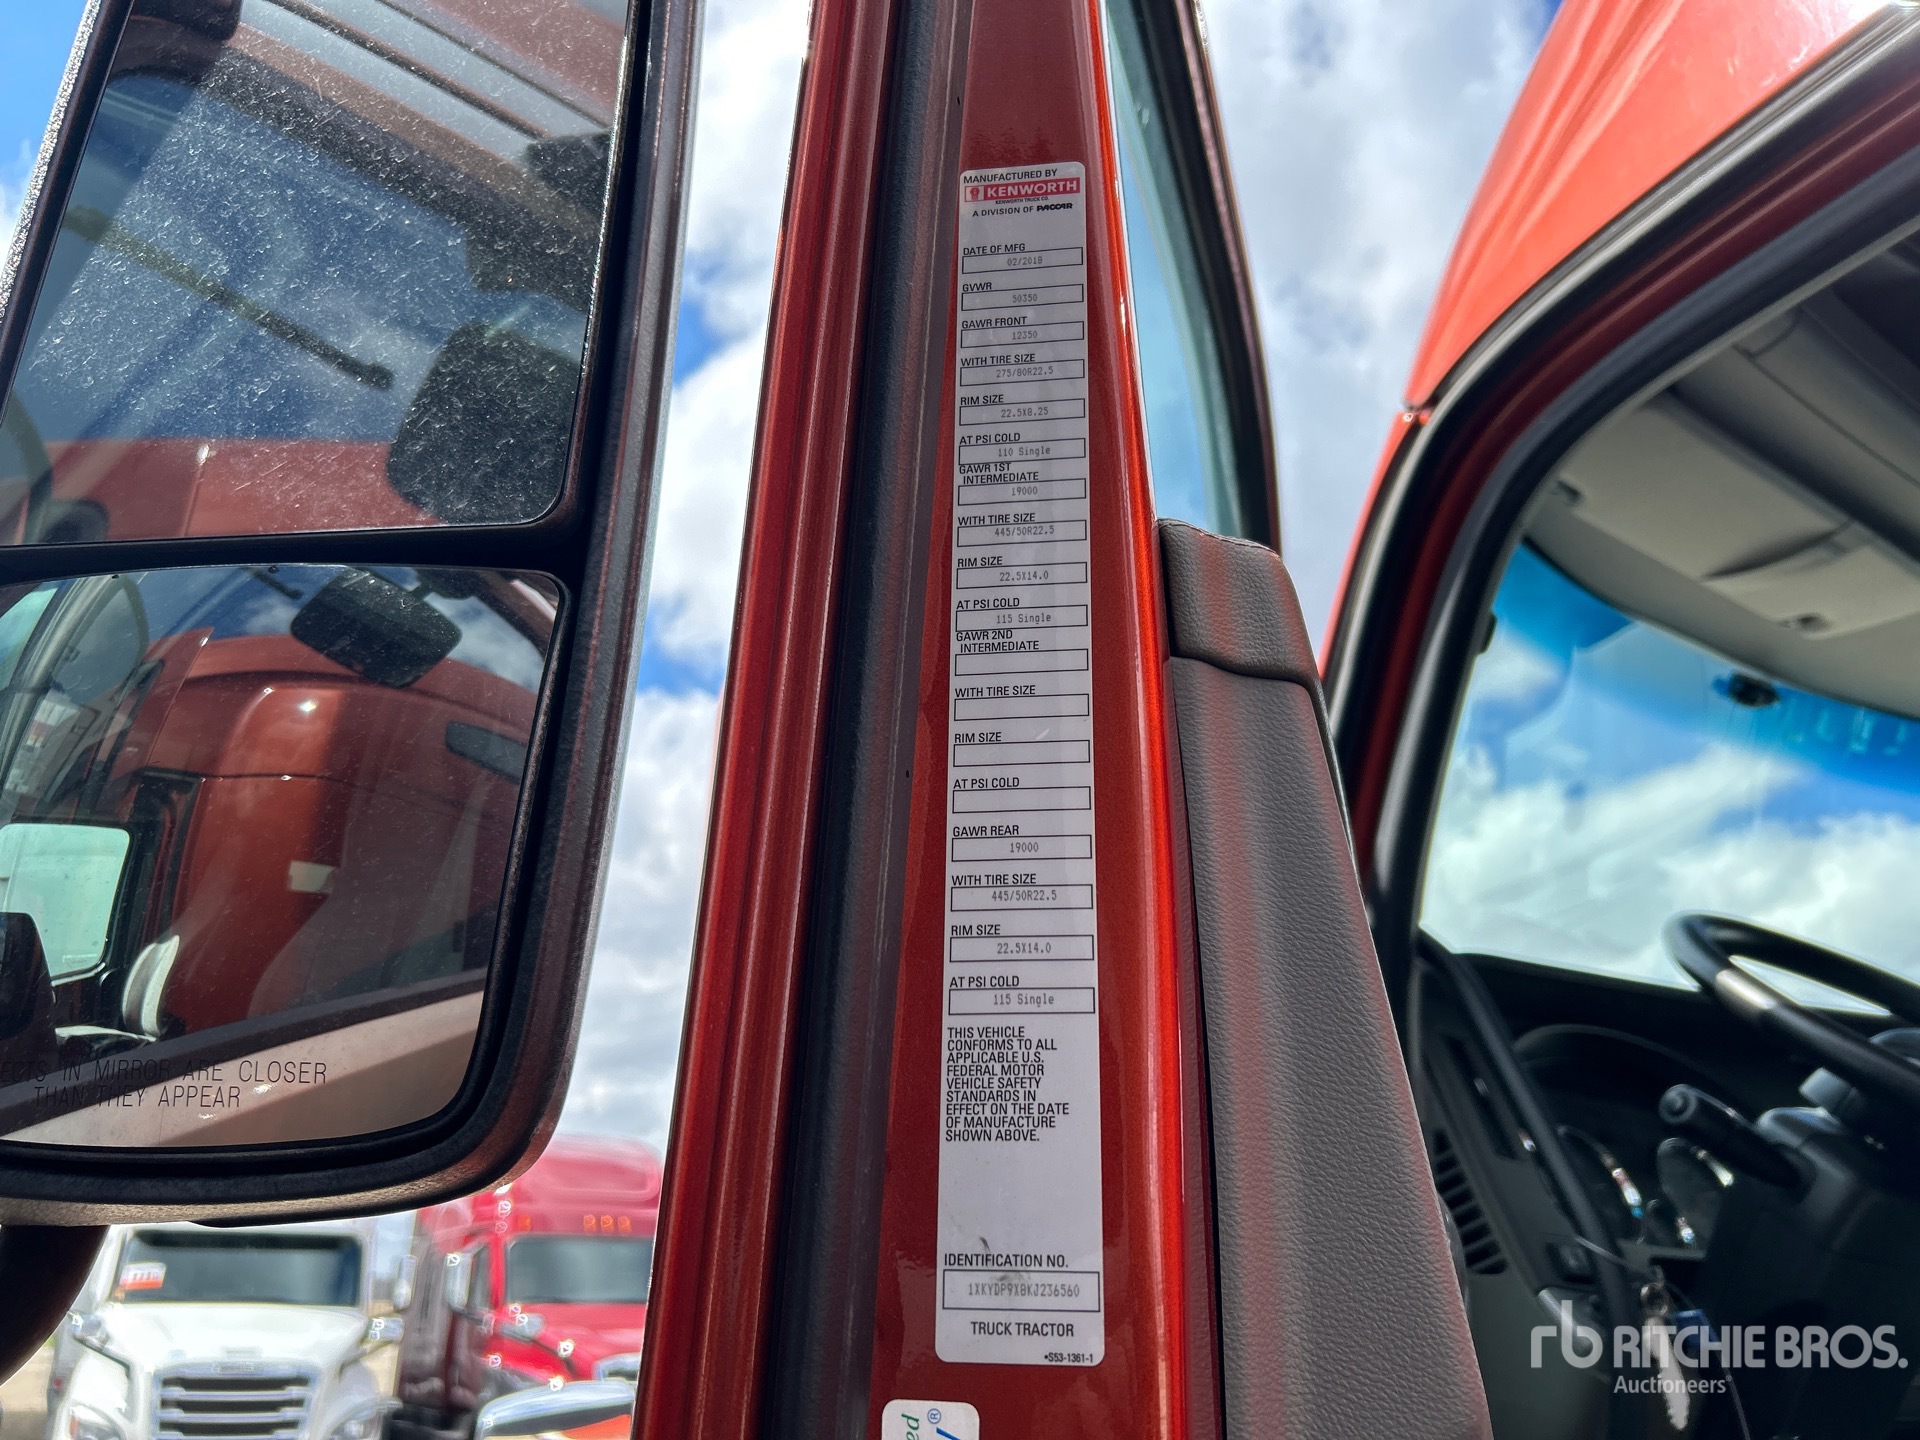 MANUFACTURED BY
KENWORTH
KENWORTH TRUCK CO.
A DIVISION OF PACCAR
DATE OF MFG
02/2018
GVWR
50350
GAWR FRONT
12350
WITH TIRE SIZE
275/80R22.5
RIM SIZE
22.5X8.25
AT PSI COLD
110 Single
GAWR 1ST
INTERMEDIATE
19000
WITH TIRE SIZE
445/50R22.5
RIM SIZE
22.5X14.0
AT PSI COLD
115 Single
GAWR 2ND
INTERMEDIATE
WITH TIRE SIZE
RIM SIZE
AT PSI COLD
GAWR REAR
19000
WITH TIRE SIZE
445/50R22.5
RIM SIZE
22.5X14.0
AT PSI COLD
115 Single
THIS VEHICLE
CONFORMS TO ALL
APPLICABLE U.S.
FEDERAL MOTOR
VEHICLE SAFETY
STANDARDS IN
EFFECT ON THE DATE
OF MANUFACTURE
SHOWN ABOVE.
IDENTIFICATION NO.
1XKYDP9X8KJ236560
TRUCK TRACTOR
•S53-1361-1
ECTS IN MIRROR ARE CLOSER
THAN THEY APPEAR
®
pa
rb RITCHIE BROS.
Auctioneers